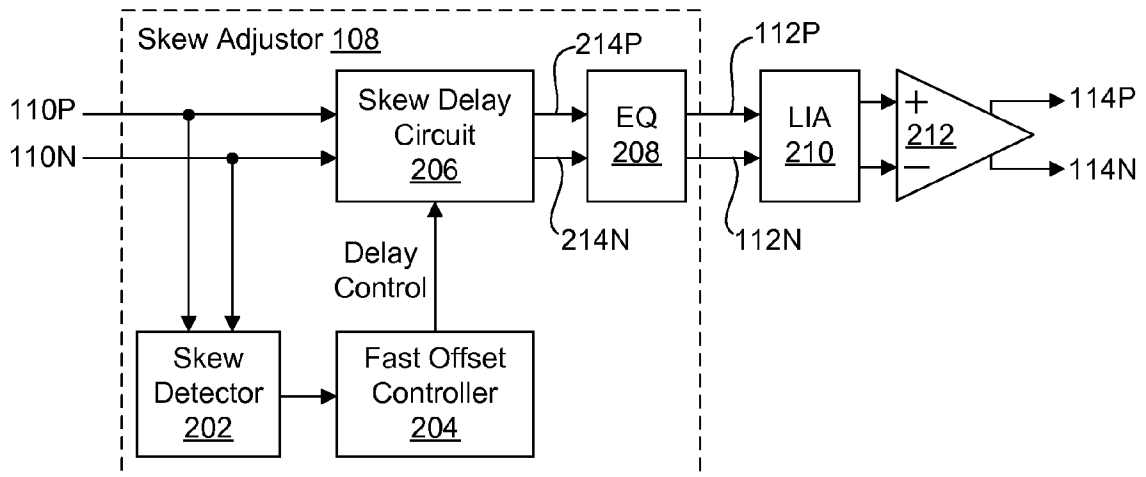 Skew Adjustor 108
214P
112P
110P
110N
Skew Delay
Circuit
206
EQ
208
LIA
210
+
212
−
114P
114N
214N
112N
Delay
Control
Skew
Detector
202
Fast Offset
Controller
204